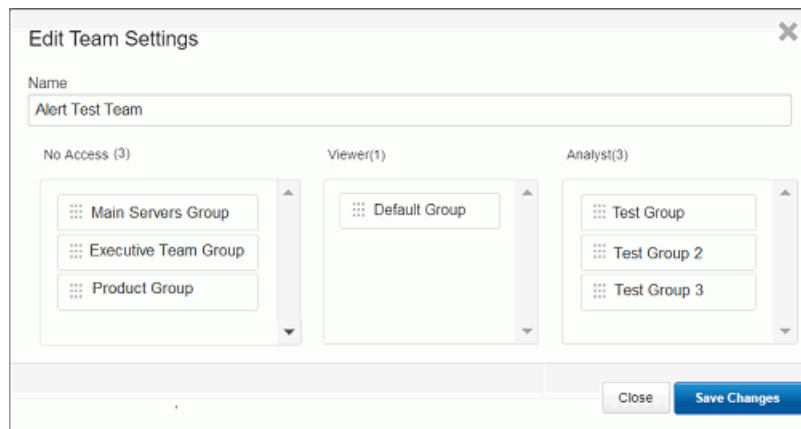 Edit Team Settings
Name
Alert Test Team
No Access (3)
Viewer(1)
Analyst(3)
Main Servers Group
Executive Team Group
Product Group
Default Group
Test Group
Test Group 2
Test Group 3
Close
Save Changes